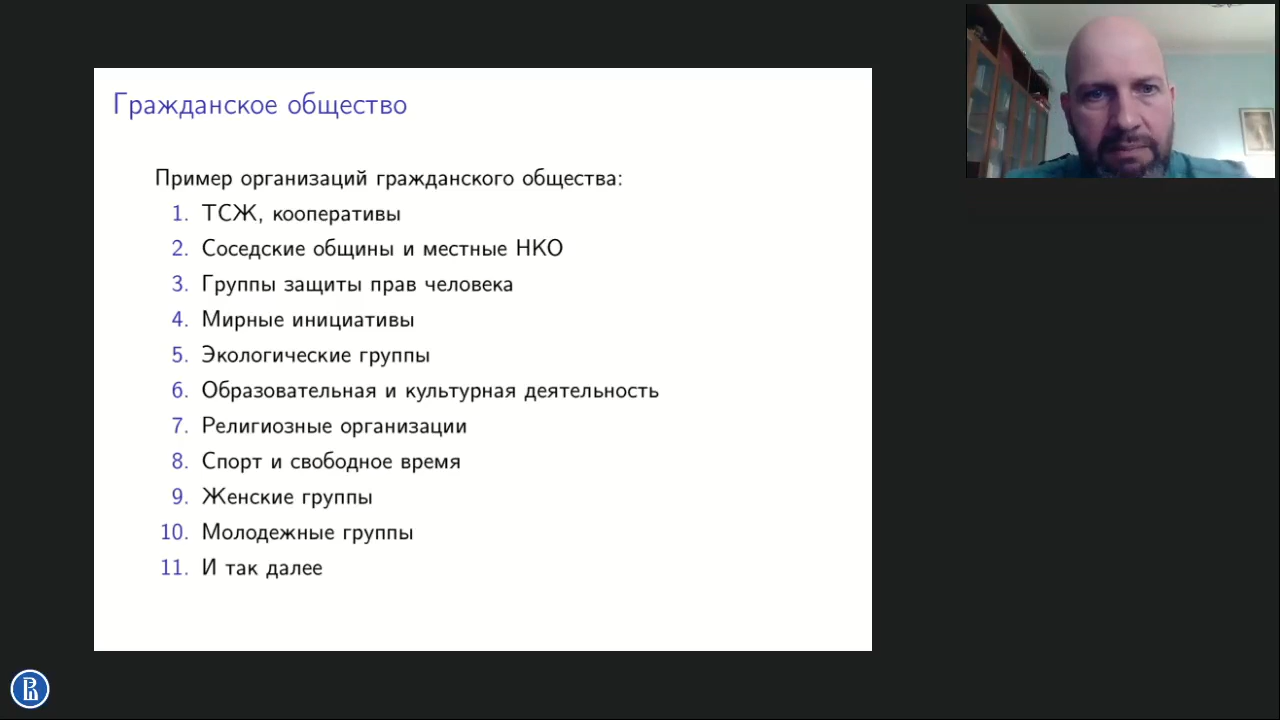 Гражданское общество
Пример организаций гражданского общества:
1. ТСЖ, кооперативы
2. Соседские общины и местные НКО
3. Группы защиты прав человека
4. Мирные инициативы
5. Экологические группы
6. Образовательная и культурная деятельность
7. Религиозные организации
8. Спорт и свободное время
9. Женские группы
10. Молодежные группы
11. И так далее